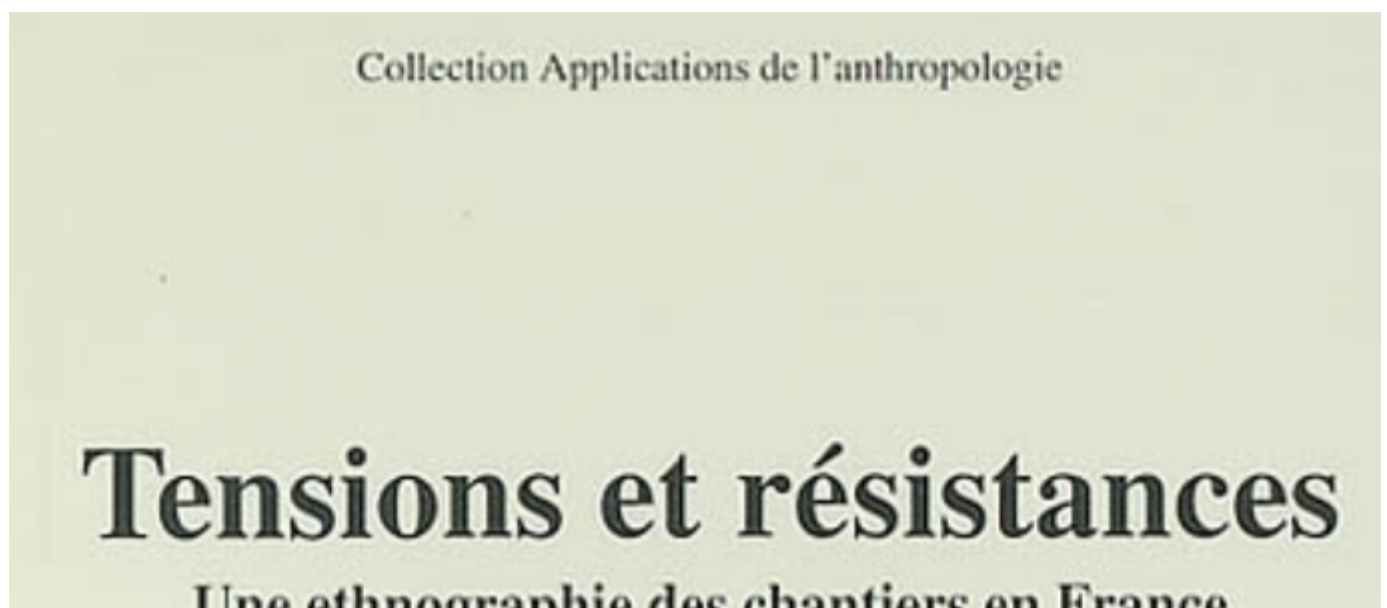 Collection Applications de l'anthropologie
Tensions et résistances
Une ethnographie des chantiers en France